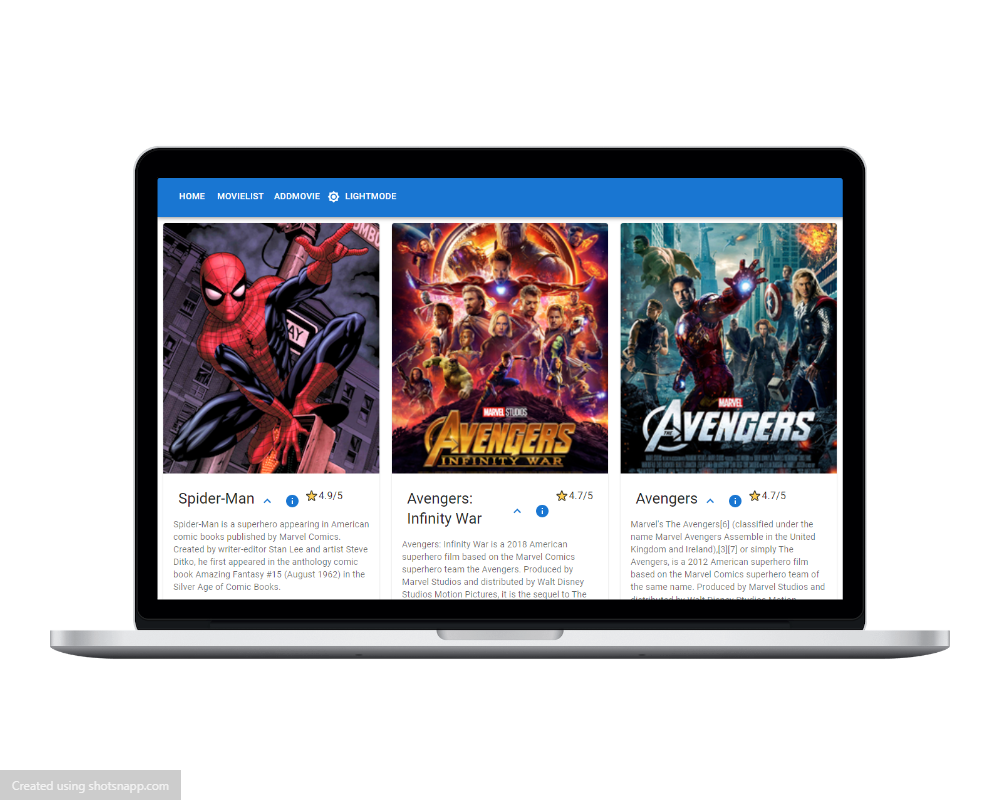 HOME MOVIELIST ADDMOVIE LIGHTMODE
MARVEL STUDIOS
AVENGERS
INFINITY WAR
MARVEL
THE AVENGERS
Spider-Man
4.9/5
Spider-Man is a superhero appearing in American
comic books published by Marvel Comics.
Created by writer-editor Stan Lee and artist Steve
Ditko, he first appeared in the anthology comic
book Amazing Fantasy #15 (August 1962) in the
Silver Age of Comic Books.
Avengers:
Infinity War
4.7/5
Avengers: Infinity War is a 2018 American
superhero film based on the Marvel Comics
superhero team the Avengers. Produced by
Marvel Studios and distributed by Walt Disney
Studios Motion Pictures, it is the sequel to The
Avengers
4.7/5
Marvel's The Avengers[6] (classified under the
name Marvel Avengers Assemble in the United
Kingdom and Ireland),[3][7] or simply The
Avengers, is a 2012 American superhero film
based on the Marvel Comics superhero team of
the same name. Produced by Marvel Studios and
distributed by Walt Disney Studios Motion
Created using shotsnapp.com